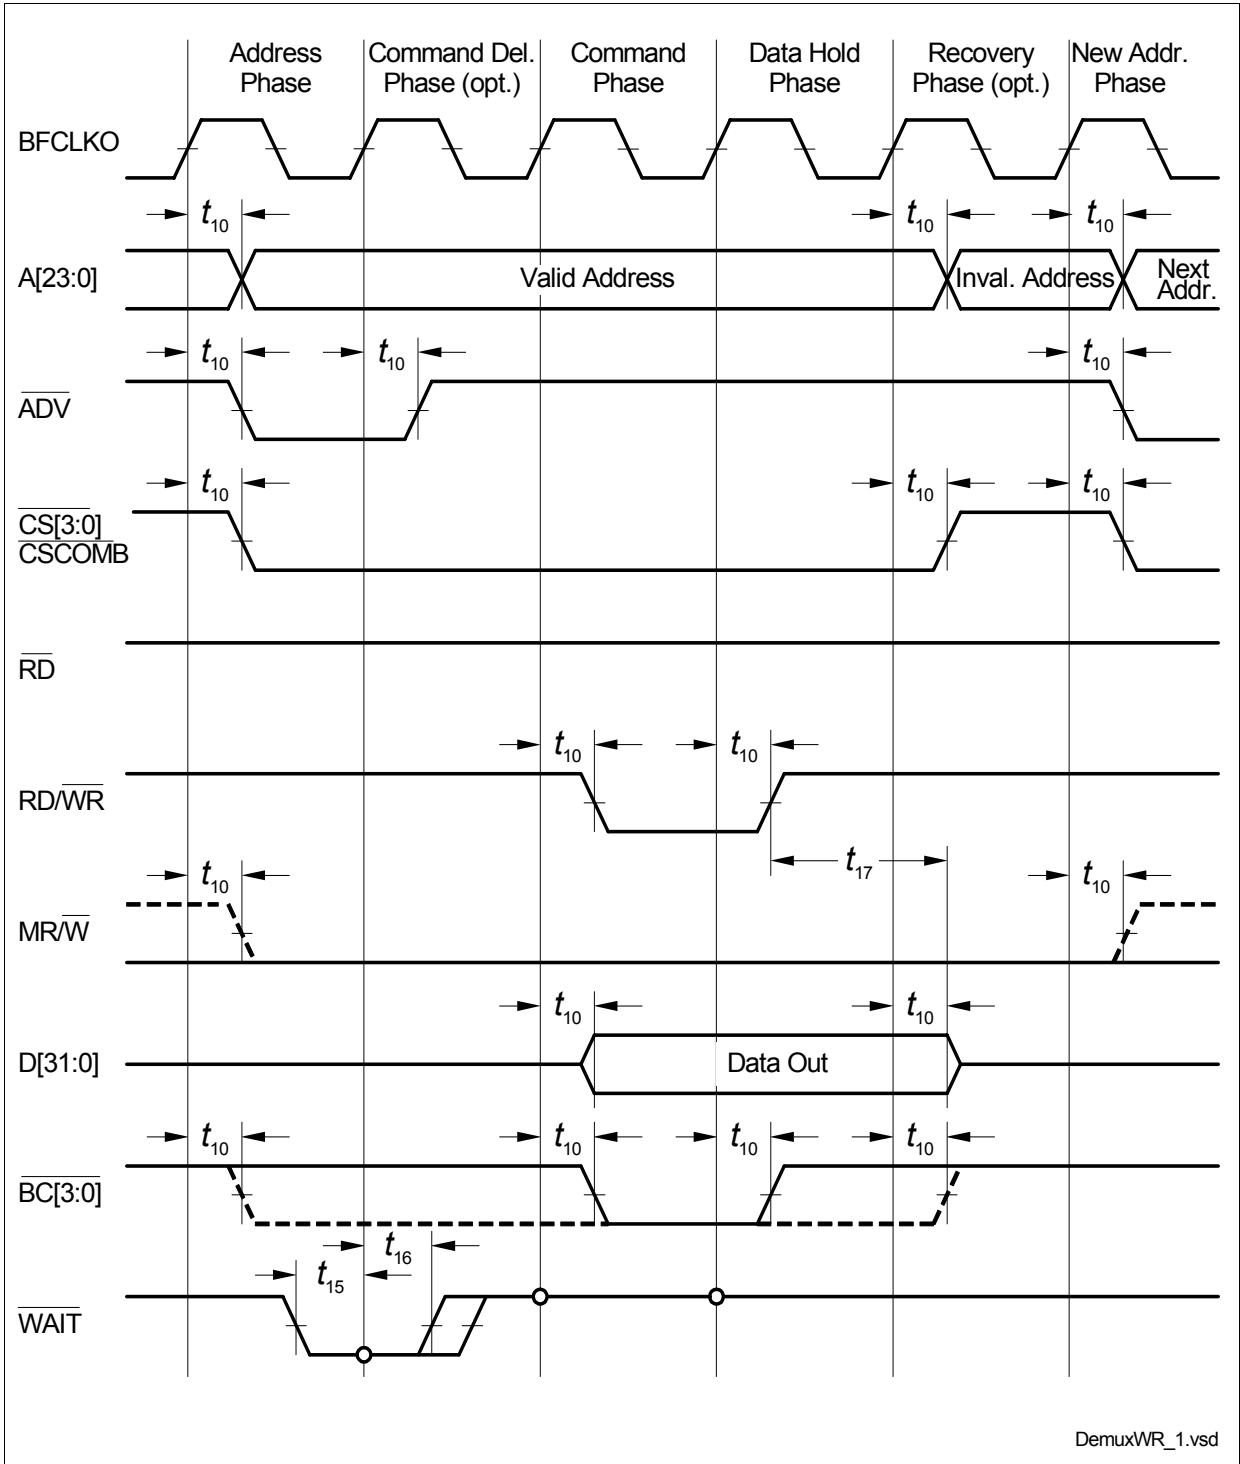 Address Phase
Command Del. Phase (opt.)
Command Phase
Data Hold Phase
Recovery Phase (opt.)
New Addr. Phase
BFCLKO
t10 t10 t10
A[23:0]
Valid Address
Inval. Address
Next Addr.
t10 t10 t10
ADV
t10 t10 t10
CS[3:0]
CSCOMB
RD
t10 t10
RD/WR
t10 t17 t10
MR/W
t10 t10
D[31:0]
Data Out
t10 t10 t10 t10
BC[3:0]
t16
t15
WAIT
DemuxWR_1.vsd